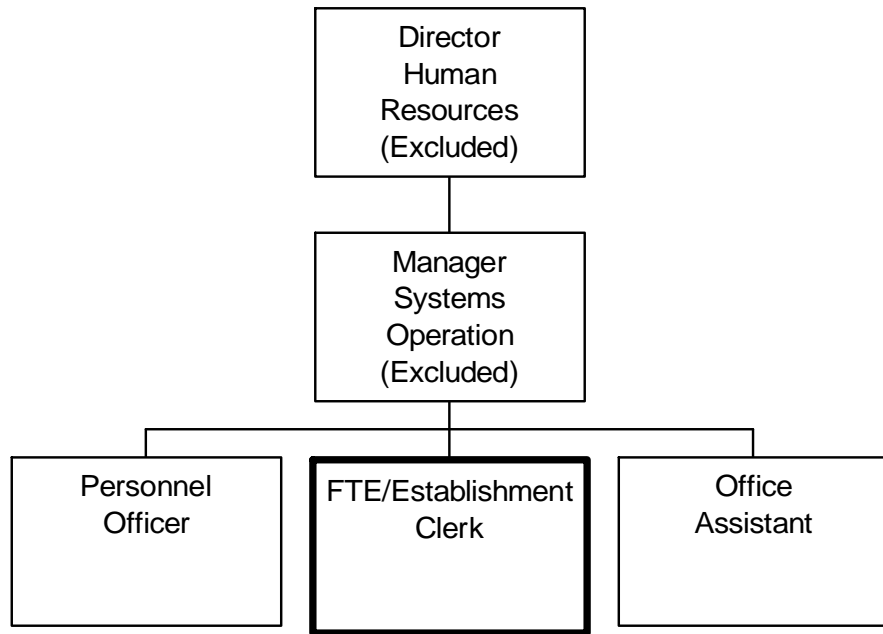 Director
Human
Resources
(Excluded)
Manager
Systems
Operation
(Excluded)
Personnel
Officer
FTE/Establishment
Clerk
Office
Assistant